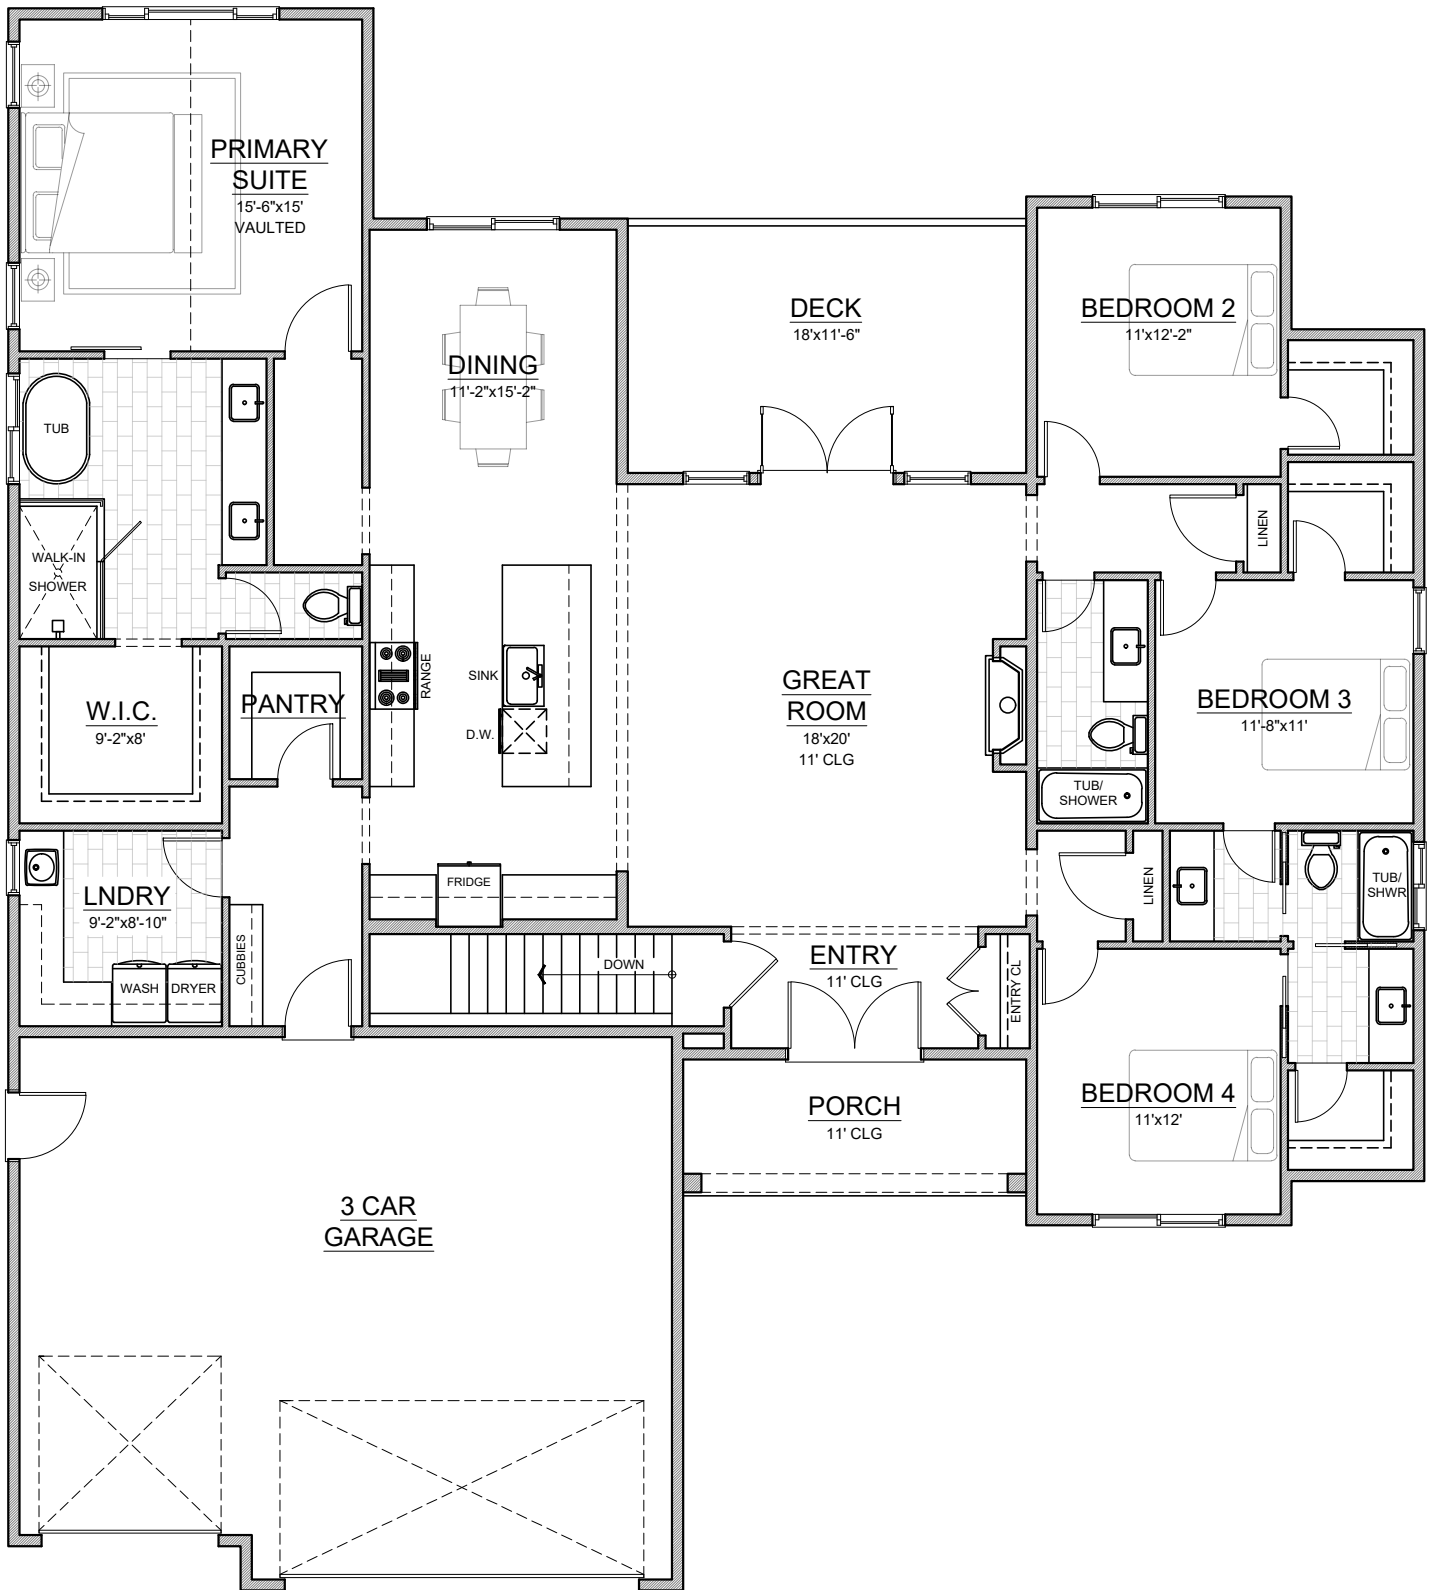 PRIMARY
SUITE
15'-6"x15'
VAULTED
DINING
11'-2"x15'-2"
DECK
18'x11'-6"
BEDROOM 2
11'x12'-2"
TUB
WALK-IN
SHOWER
LINEN
W.I.C.
9'-2"x8'
PANTRY
RANGE
SINK
D.W.
GREAT
ROOM
18'x20'
11' CLG
BEDROOM 3
11'-8"x11'
TUB/
SHOWER
LNDRY
9'-2"x8'-10"
WASH
DRYER
CUBBIES
FRIDGE
DOWN
ENTRY
11' CLG
ENTRY CL
LINEN
TUB/
SHWR
PORCH
11' CLG
BEDROOM 4
11'x12'
3 CAR
GARAGE